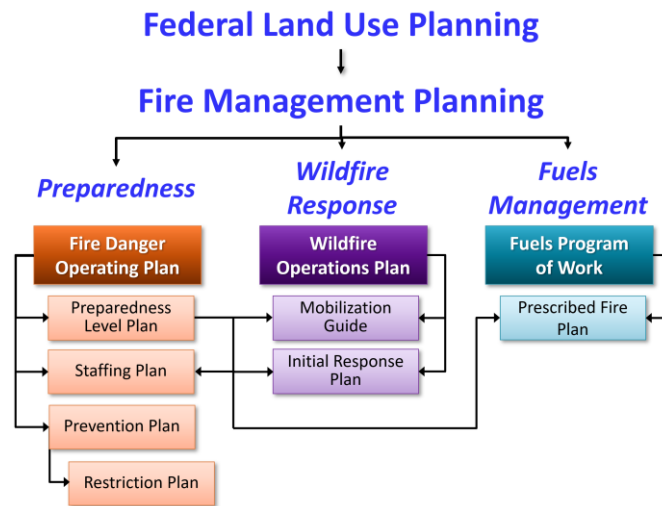 Federal Land Use Planning
Fire Management Planning
Preparedness
Wildfire
Response
Fuels
Management
Fire Danger
Operating Plan
Wildfire
Operations Plan
Fuels Program
of Work
Preparedness
Level Plan
Mobilization
Guide
Prescribed Fire
Plan
Staffing Plan
Initial Response
Plan
Prevention Plan
Restriction Plan